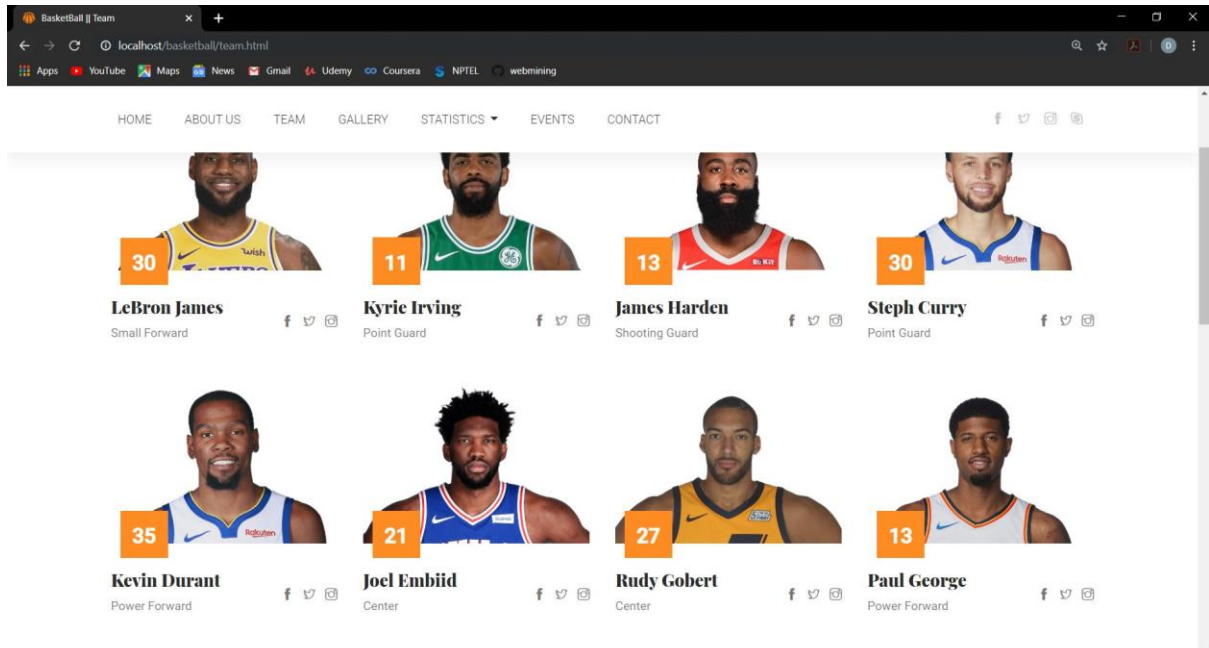 BasketBall || Team
localhost/basketball/team.html
Apps YouTube Maps News Gmail Udemy Coursera NPTEL webmining
HOME ABOUT US TEAM GALLERY STATISTICS EVENTS CONTACT
wish
Rakuten
30 11 13 30
LeBron James Kyrie Irving James Harden Steph Curry
Small Forward Point Guard Shooting Guard Point Guard
Rakuten
35 21 27 13
Kevin Durant Joel Embiid Rudy Gobert Paul George
Power Forward Center Center Power Forward